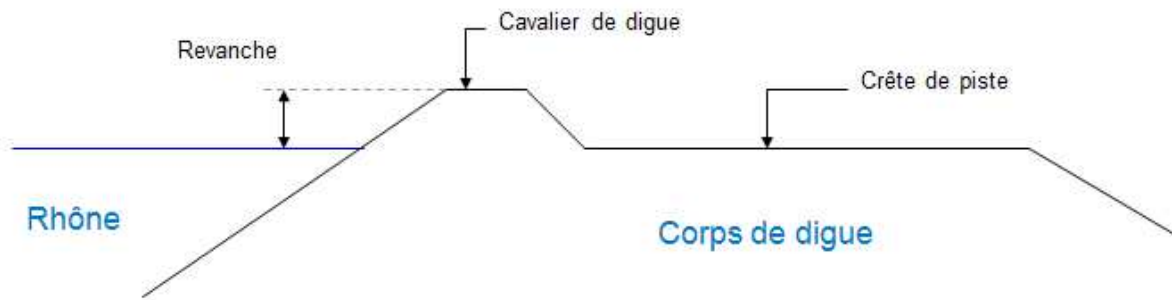 Cavalier de digue
Revanche
Crête de piste
Rhône
Corps de digue